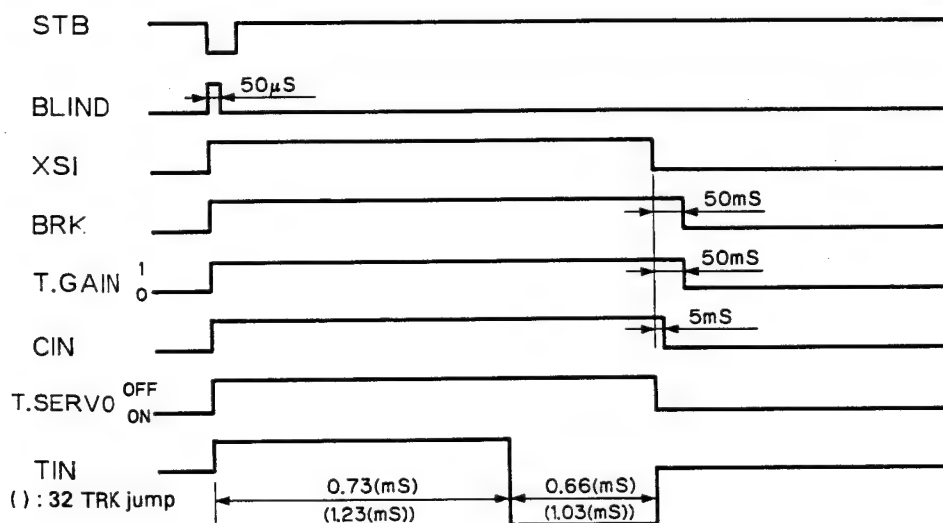 STB
50μS
BLIND
XSI
BRK
50mS
T.GAIN 1 0
50mS
CIN
5mS
T.SERVO OFF ON
TIN
0.73(mS) 0.66(mS)
( ) : 32 TRK jump (1.23(mS)) (1.03(mS))